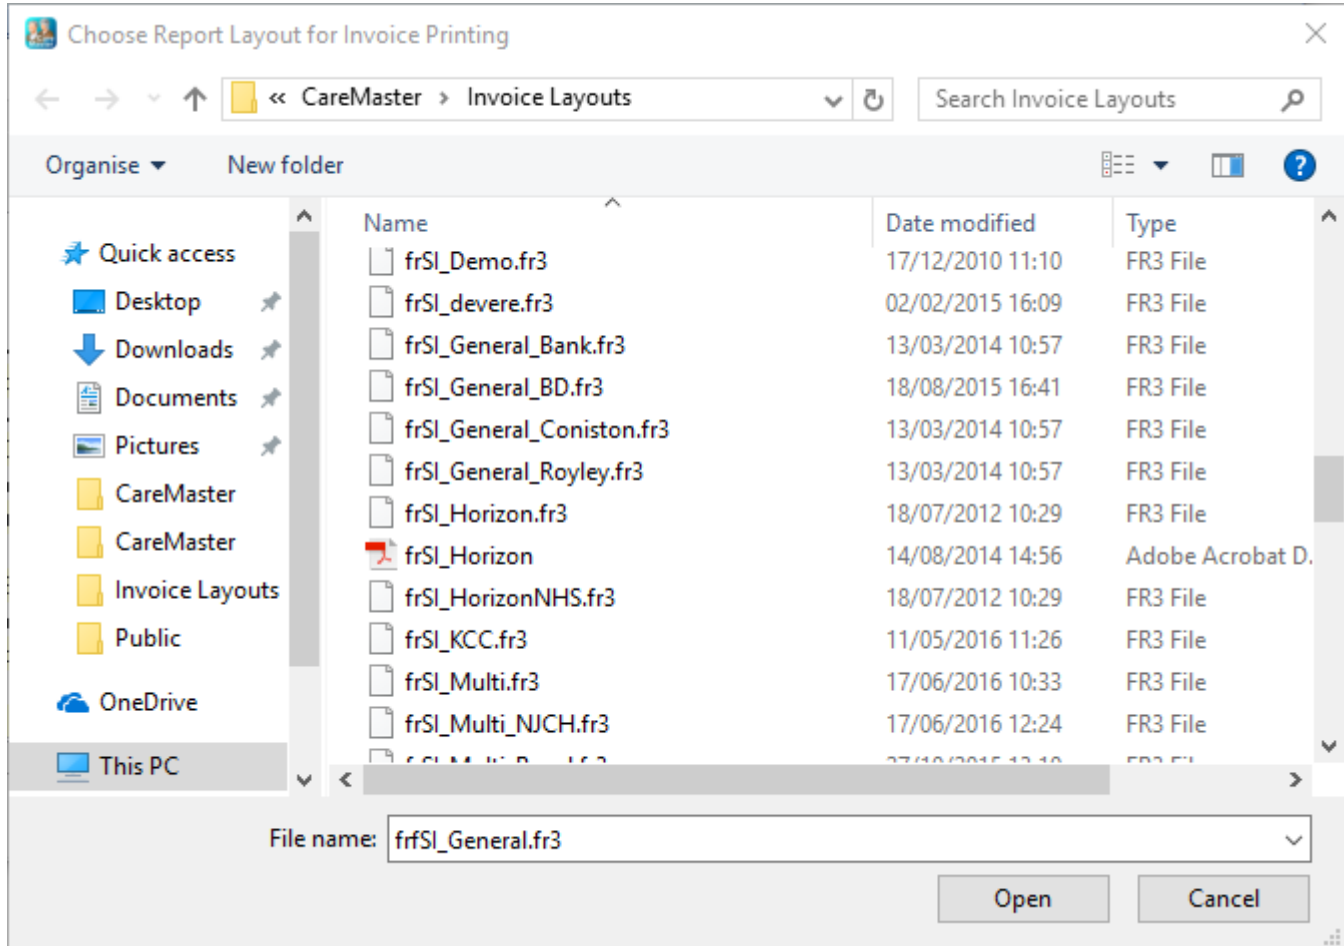 Choose Report Layout for Invoice Printing
« CareMaster > Invoice Layouts
Search Invoice Layouts
Organise
New folder
?
Name Date modified Type
Quick access
Desktop
Downloads
Documents
Pictures
CareMaster
CareMaster
Invoice Layouts
Public
OneDrive
This PC
frSI_Demo.fr3 17/12/2010 11:10 FR3 File
frSI_devere.fr3 02/02/2015 16:09 FR3 File
frSI_General_Bank.fr3 13/03/2014 10:57 FR3 File
frSI_General_BD.fr3 18/08/2015 16:41 FR3 File
frSI_General_Coniston.fr3 13/03/2014 10:57 FR3 File
frSI_General_Royley.fr3 13/03/2014 10:57 FR3 File
frSI_Horizon.fr3 18/07/2012 10:29 FR3 File
frSI_Horizon 14/08/2014 14:56 Adobe Acrobat D.
frSI_HorizonNHS.fr3 18/07/2012 10:29 FR3 File
frSI_KCC.fr3 11/05/2016 11:26 FR3 File
frSI_Multi.fr3 17/06/2016 10:33 FR3 File
frSI_Multi_NJCH.fr3 17/06/2016 12:24 FR3 File
File name: frfSI_General.fr3
Open Cancel